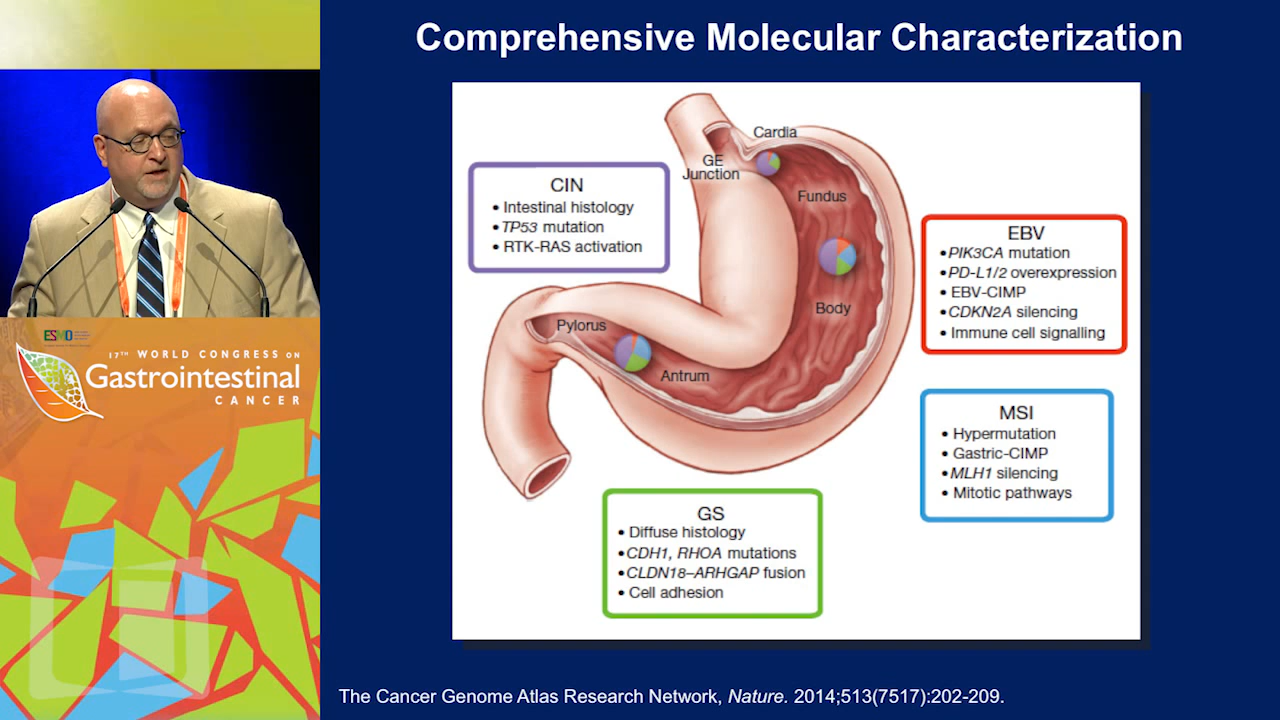 Comprehensive Molecular Characterization
Cardia
GE
Junction
Fundus
Body
Pylorus
Antrum
CIN
• Intestinal histology
• TP53 mutation
• RTK-RAS activation
EBV
• PIK3CA mutation
• PD-L1/2 overexpression
• EBV-CIMP
• CDKN2A silencing
• Immune cell signalling
MSI
• Hypermutation
• Gastric-CIMP
• MLH1 silencing
• Mitotic pathways
GS
• Diffuse histology
• CDH1, RHOA mutations
• CLDN18–ARHGAP fusion
• Cell adhesion
ESMO
17TH WORLD CONGRESS ON
Gastrointestinal
CANCER
The Cancer Genome Atlas Research Network, Nature. 2014;513(7517):202-209.